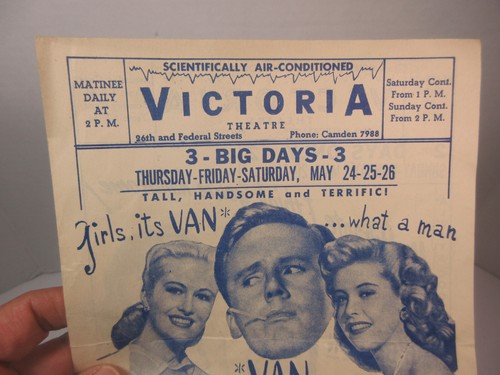 SCIENTIFICALLY AIR-CONDITIONED
MATINEE
DAILY
AT
2 P. M.
VICTORIA
THEATRE
26th and Federal Streets Phone: Camden 7988
Saturday Cont.
From 1 P. M.
Sunday Cont.
From 2 P. M.
3-BIG DAYS-3
THURSDAY-FRIDAY-SATURDAY, MAY 24-25-26
TALL, HANDSOME and TERRIFIC!
Girls, its VAN* ...what a man
*VAN